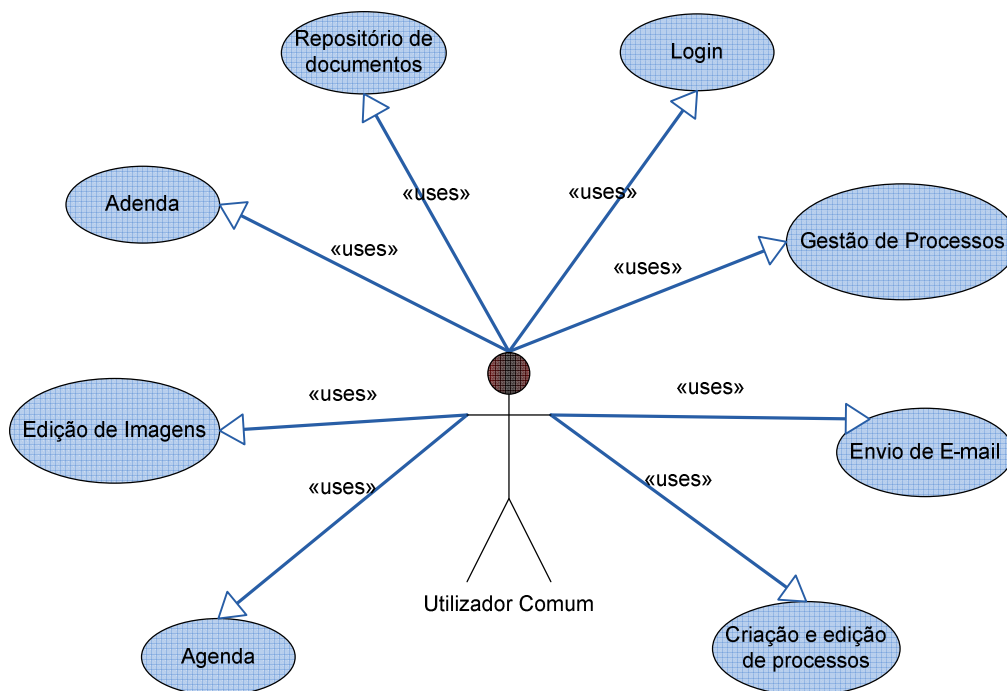 Repositório de
documentos
Login
«uses»
«uses»
Adenda
«uses»
«uses»
Gestão de Processos
«uses»
«uses»
Edição de Imagens
Envio de E-mail
«uses»
«uses»
Utilizador Comum
Agenda
Criação e edição
de processos